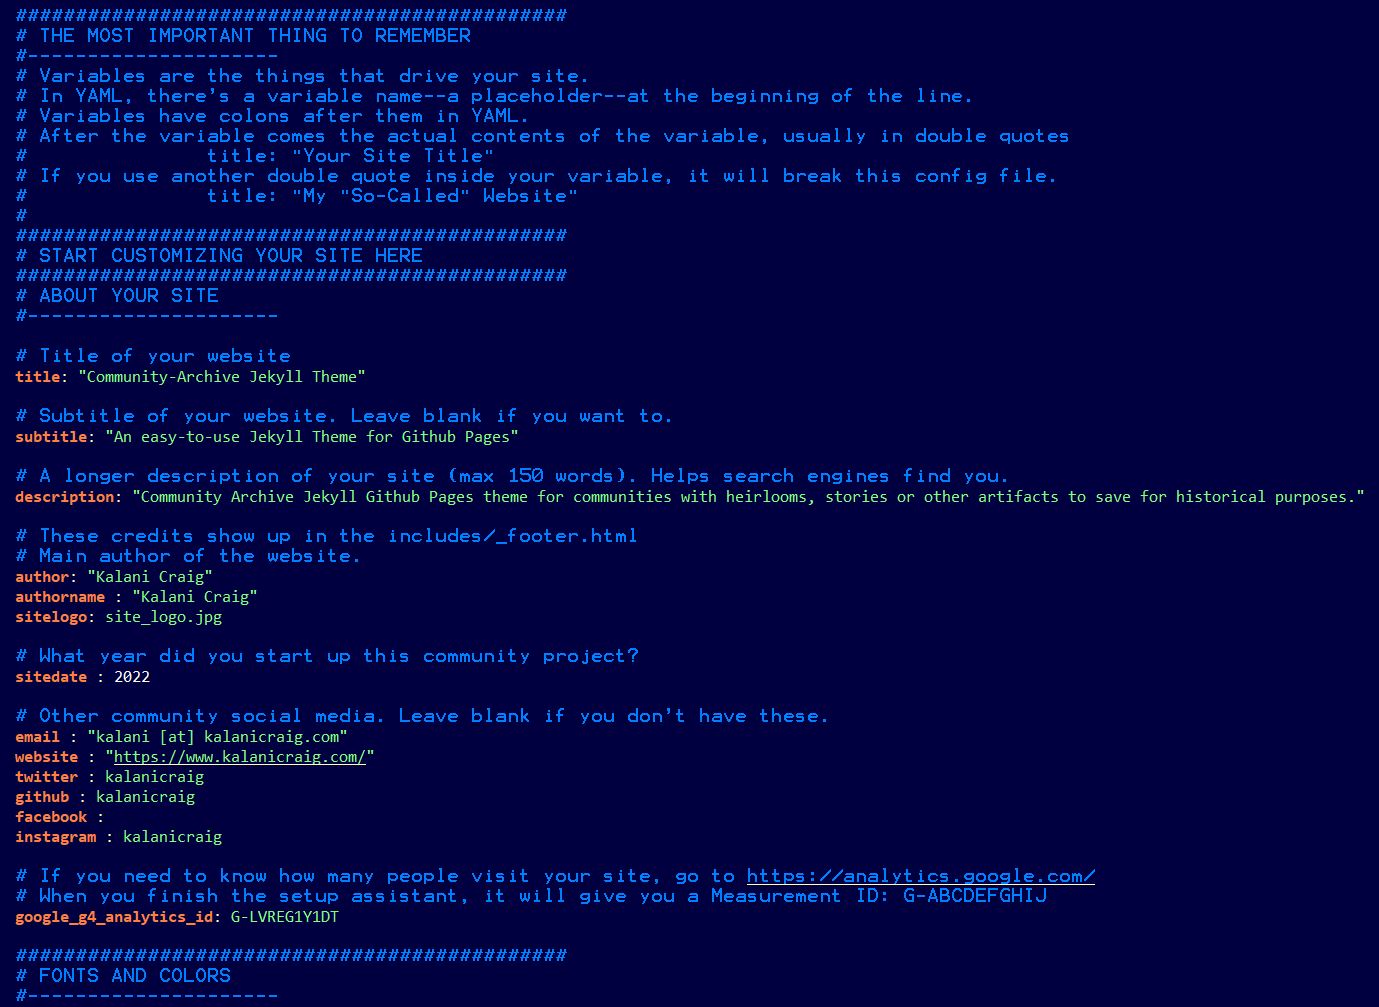 ##############################################
# THE MOST IMPORTANT THING TO REMEMBER
#---------------------
# Variables are the things that drive your site.
# In YAML, there's a variable name--a placeholder--at the beginning of the line.
# Variables have colons after them in YAML.
# After the variable comes the actual contents of the variable, usually in double quotes
#               title: "Your Site Title"
# If you use another double quote inside your variable, it will break this config file.
#               title: "My "So-Called" Website"
#
##############################################
# START CUSTOMIZING YOUR SITE HERE
##############################################
# ABOUT YOUR SITE
#---------------------
# Title of your website
title: "Community-Archive Jekyll Theme"
# Subtitle of your website. Leave blank if you want to.
subtitle: "An easy-to-use Jekyll Theme for Github Pages"
# A longer description of your site (max 150 words). Helps search engines find you.
description: "Community Archive Jekyll Github Pages theme for communities with heirlooms, stories or other artifacts to save for historical purposes."
# These credits show up in the includes/_footer.html
# Main author of the website.
author: "Kalani Craig"
authorname : "Kalani Craig"
sitelogo: site_logo.jpg
# What year did you start up this community project?
sitedate : 2022
# Other community social media. Leave blank if you don't have these.
email : "kalani [at] kalanicraig.com"
website : "https://www.kalanicraig.com/"
twitter : kalanicraig
github : kalanicraig
facebook :
instagram : kalanicraig
# If you need to know how many people visit your site, go to https://analytics.google.com/
# When you finish the setup assistant, it will give you a Measurement ID: G-ABCDEFGHIJ
google_g4_analytics_id: G-LVREG1Y1DT
##############################################
# FONTS AND COLORS
#---------------------